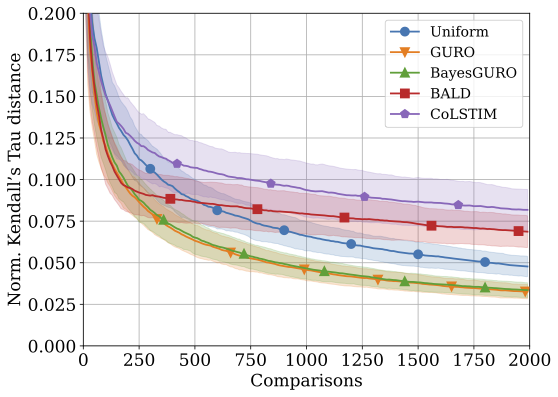 0.200
0.175
0.150
0.125
0.100
0.075
0.050
0.025
0.000
Norm. Kendall's Tau distance
Uniform
GURO
BayesGURO
BALD
CoLSTIM
0 250 500 750 1000 1250 1500 1750 2000
Comparisons